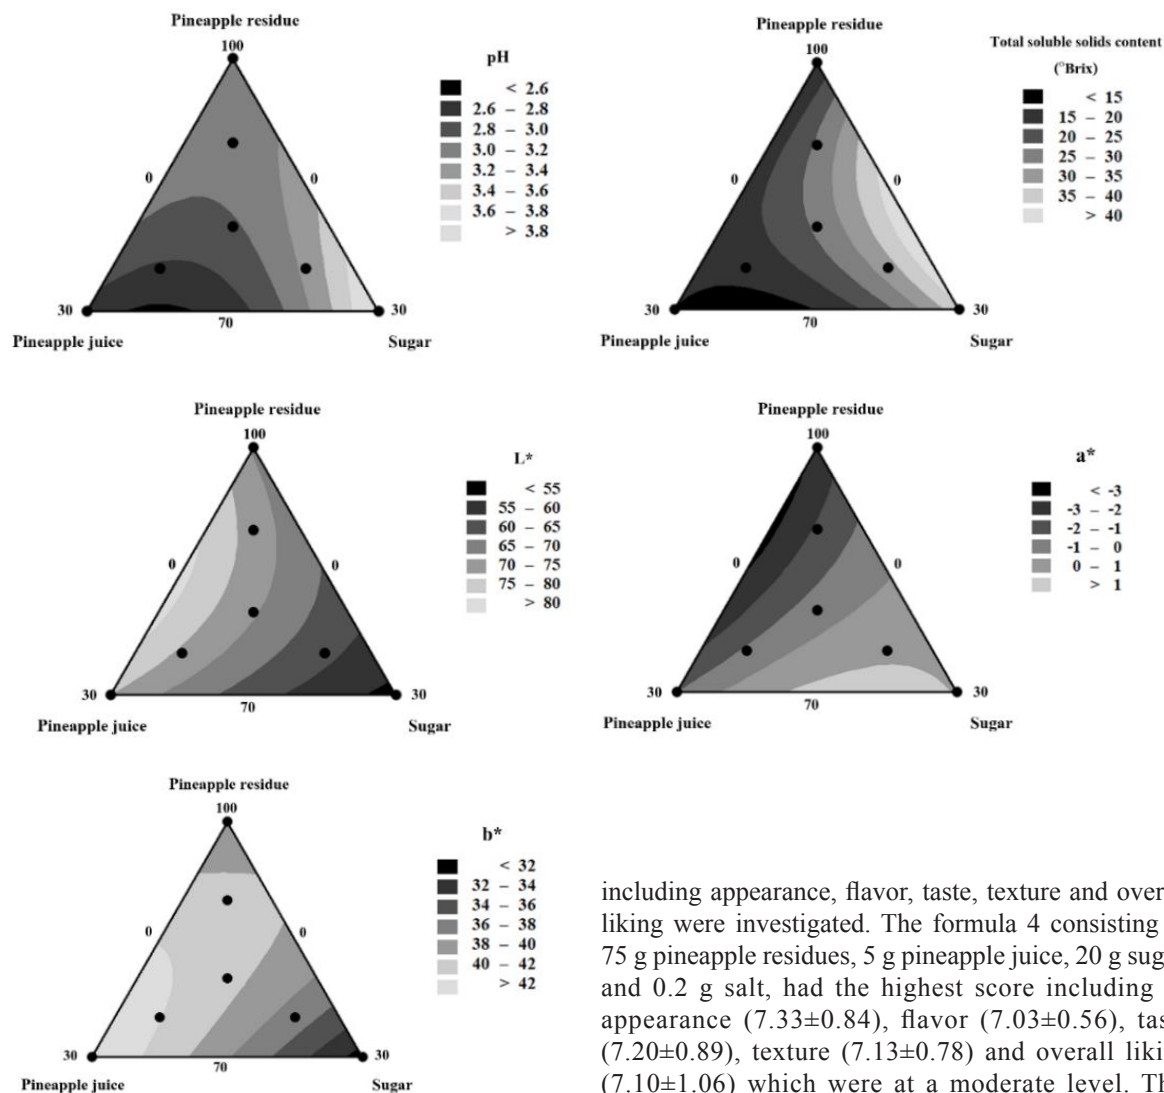 Pineapple residue
100
0
0
30
30
70
Pineapple juice
Sugar
pH
< 2.6
2.6 – 2.8
2.8 – 3.0
3.0 – 3.2
3.2 – 3.4
3.4 – 3.6
3.6 – 3.8
> 3.8
Pineapple residue
100
0
0
30
30
70
Pineapple juice
Sugar
Total soluble solids content
(°Brix)
< 15
15 – 20
20 – 25
25 – 30
30 – 35
35 – 40
> 40
Pineapple residue
100
0
0
30
30
70
Pineapple juice
Sugar
L*
< 55
55 – 60
60 – 65
65 – 70
70 – 75
75 – 80
> 80
Pineapple residue
100
0
0
30
30
70
Pineapple juice
Sugar
a*
< -3
-3 – -2
-2 – -1
-1 – 0
0 – 1
> 1
Pineapple residue
100
0
0
30
30
70
Pineapple juice
Sugar
b*
< 32
32 – 34
34 – 36
36 – 38
38 – 40
40 – 42
> 42
including appearance, flavor, taste, texture and over
liking were investigated. The formula 4 consisting
75 g pineapple residues, 5 g pineapple juice, 20 g sug
and 0.2 g salt, had the highest score including
appearance (7.33±0.84), flavor (7.03±0.56), tas
(7.20±0.89), texture (7.13±0.78) and overall liki
(7.10±1.06) which were at a moderate level. Th